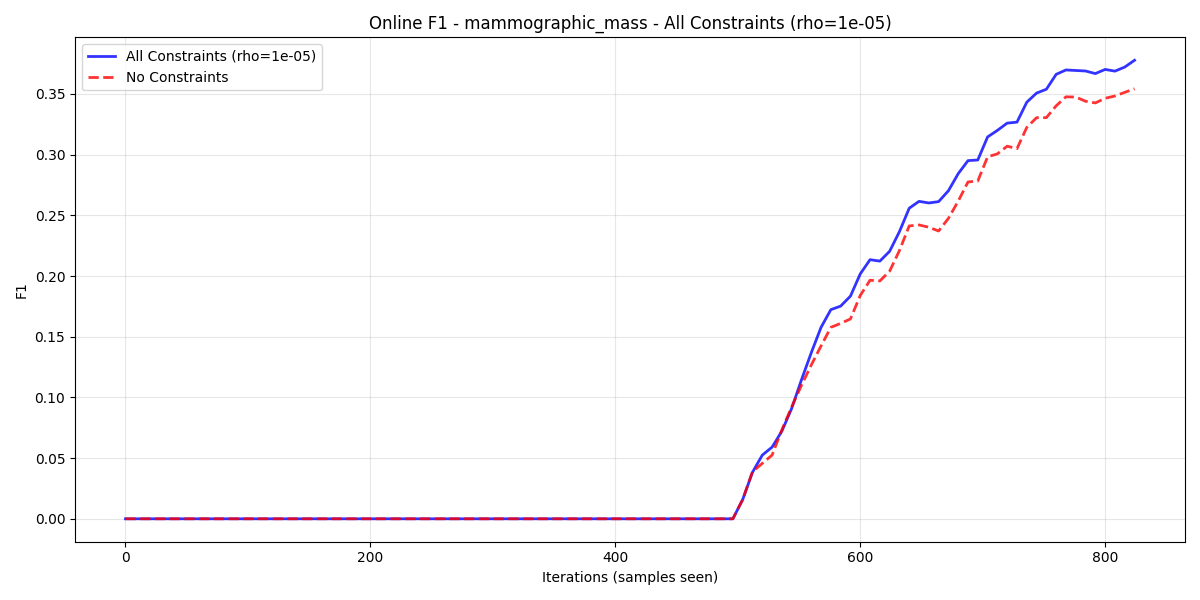 Online F1 - mammographic_mass - All Constraints (rho=1e-05)
All Constraints (rho=1e-05)
No Constraints
F1
0.35
0.30
0.25
0.20
0.15
0.10
0.05
0.00
0 200 400 600 800
Iterations (samples seen)